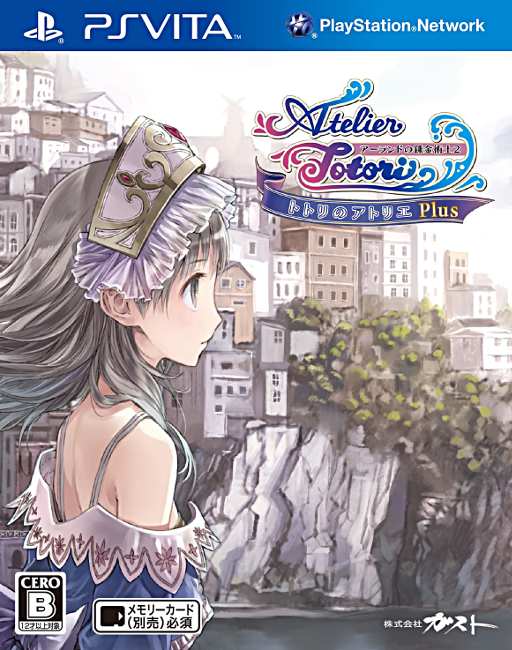 PSVITA™
PlayStation®Network
Atelier
アーランドの錬金術士2
Totori
トトリのアトリエ Plus
CERO
B
12才以上対象
メモリーカード
(別売)必須
株式会社ガスト